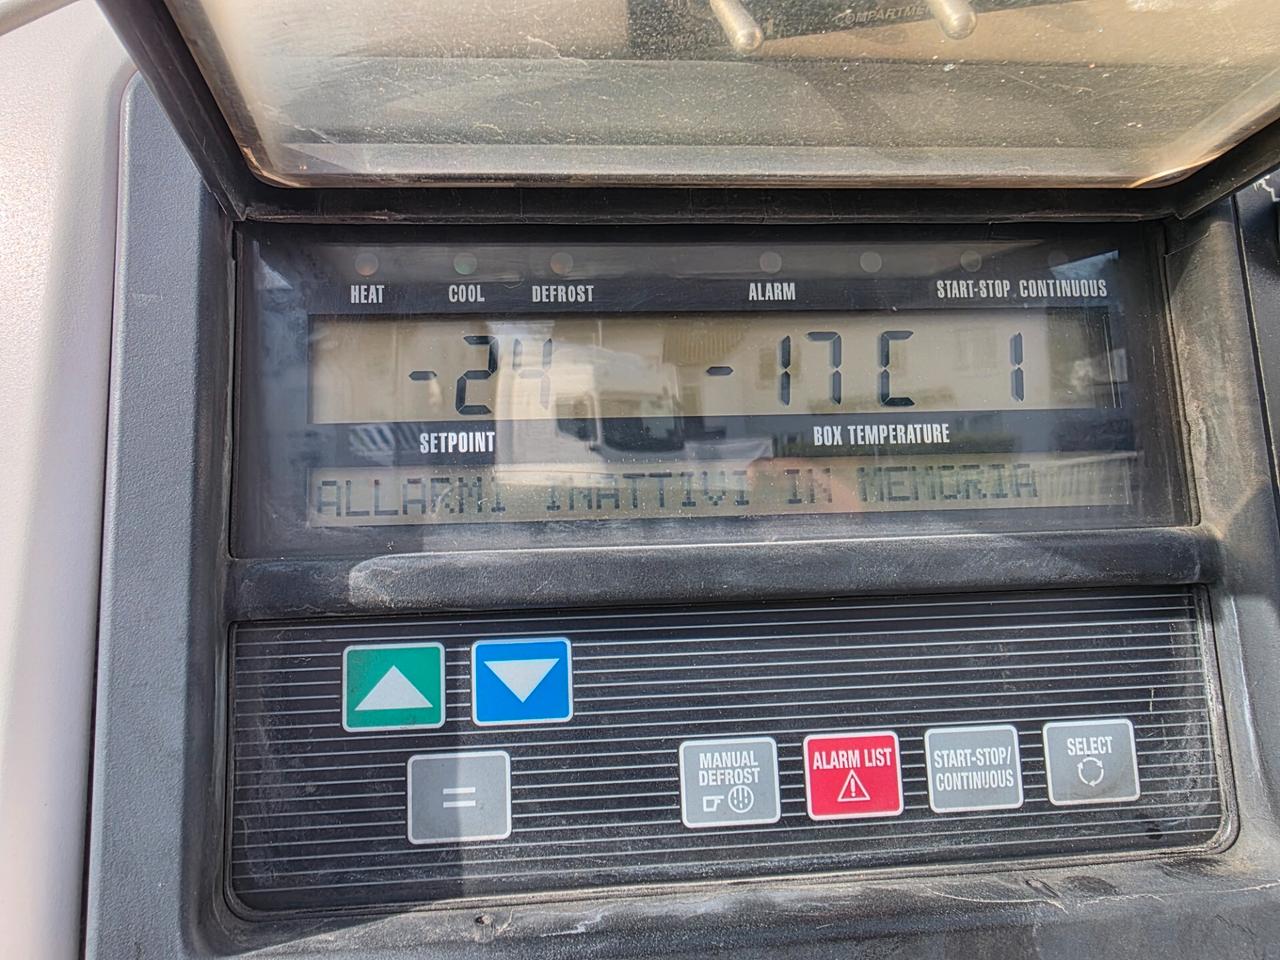 COMPARTMENT
HEAT COOL DEFROST ALARM START-STOP CONTINUOUS
-24 -17C 1
SETPOINT BOX TEMPERATURE
ALLARMI INATTIVI IN MEMORIA
MANUAL DEFROST
ALARM LIST
START-STOP/
CONTINUOUS
SELECT
=